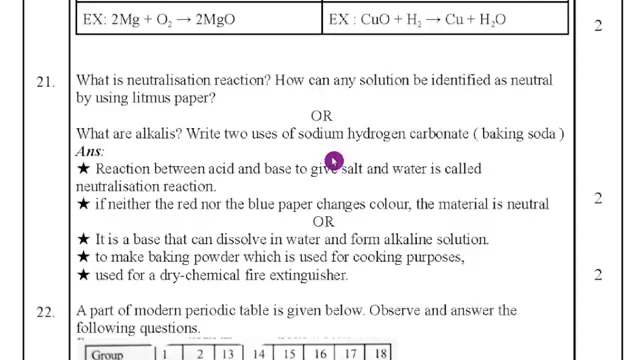 EX: 2Mg + O₂ → 2MgO
EX : CuO + H₂ → Cu + H₂O
2
21.
What is neutralisation reaction? How can any solution be identified as neutral
by using litmus paper?
OR
What are alkalis? Write two uses of sodium hydrogen carbonate ( baking soda )
Ans:
★ Reaction between acid and base to give salt and water is called
neutralisation reaction.
★ if neither the red nor the blue paper changes colour, the material is neutral
2
OR
★ It is a base that can dissolve in water and form alkaline solution.
★ to make baking powder which is used for cooking purposes,
★ used for a dry-chemical fire extinguisher.
2
22.
A part of modern periodic table is given below. Observe and answer the
following questions.
Group 1 2 13 14 15 16 17 18